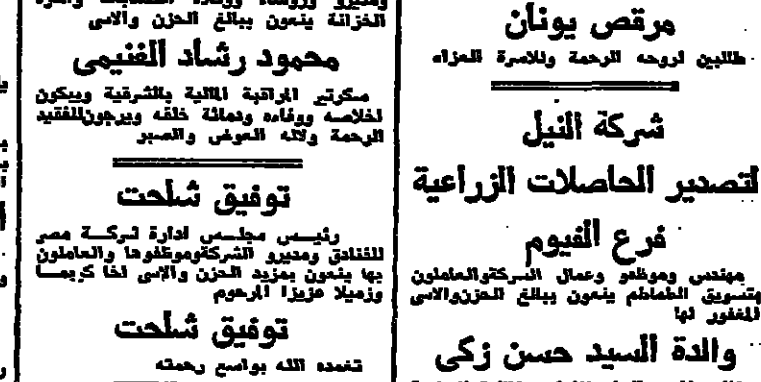 مرقص يونان
طالبين لروحه الرحمة وللاسرة العزاء
شركة النيل
لتصدير الحاصلات الزراعية
فرع الفيوم
مهندس وموظفو وعمال الشركة والعاملون
بتسويق الطماطم ينعون ببالغ الحزن والاسى
المغفور لها
والدة السيد حسن زكى
الخزانة ينعون ببالغ الحزن والاسى
محمود رشاد الغنيمى
سكرتير المراقبة المالية بالشرقية ويبكون
اخلاصه ووفاءه ودماثة خلقه ويرجون للفقيد
الرحمة ولاله العوض والصبر
توفيق شلحت
رئيس مجلس ادارة شركة مصر
للفنادق ومديرو الشركة وموظفوها والعاملون
بها ينعون بمزيد الحزن والاسى اخا كريما
وزميلا عزيزا المرحوم
توفيق شلحت
تغمده الله بواسع رحمته